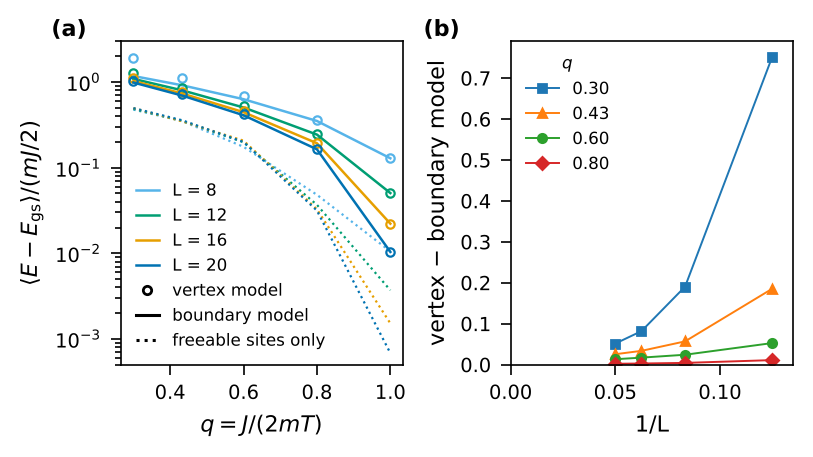 (a)
⟨E − E_gs⟩/(mJ/2)
10⁰
10⁻¹
10⁻²
10⁻³
L = 8
L = 12
L = 16
L = 20
vertex model
boundary model
freeable sites only
0.4 0.6 0.8 1.0
q = J/(2mT)
(b)
vertex − boundary model
0.7
0.6
0.5
0.4
0.3
0.2
0.1
0.0
q
0.30
0.43
0.60
0.80
0.00 0.05 0.10
1/L